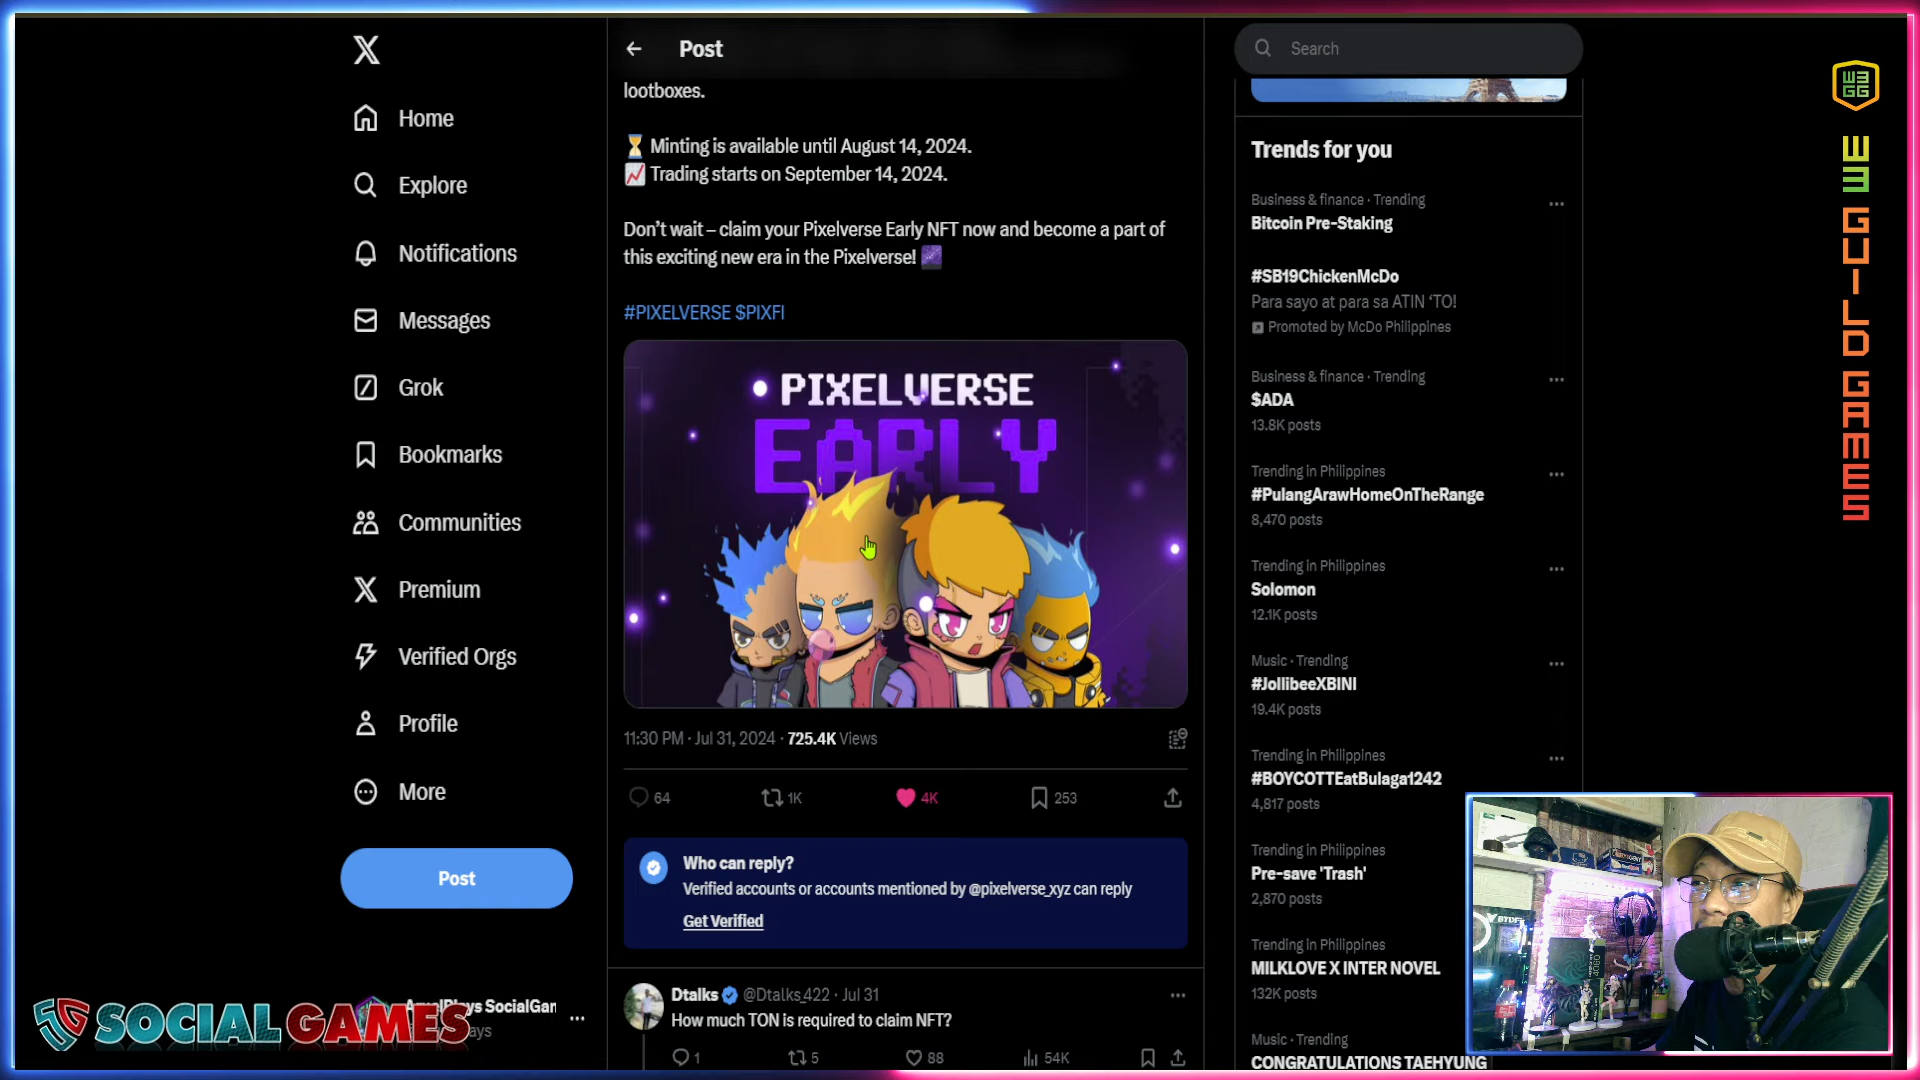 Home
Explore
Notifications
Messages
Grok
Bookmarks
Communities
Premium
Profile
Verified Orgs
More
Post
SOCIAL GAMES
Post
lootboxes.
⏳ Minting is available until August 14, 2024.
📈 Trading starts on September 14, 2024.
Don't wait – claim your Pixelverse Early NFT now and become a part of
this exciting new era in the Pixelverse! 🌌
#PIXELVERSE $PIXFI
PIXELVERSE
EARLY
11:30 PM · Jul 31, 2024 · 725.4K Views
64 1K 4K 253
Who can reply?
Verified accounts or accounts mentioned by @pixelverse_xyz can reply
Get Verified
Dtalks @Dtalks_422 · Jul 31
How much TON is required to claim NFT?
1 5 88 54K
Search
Trends for you
Business & finance · Trending
Bitcoin Pre-Staking
#SB19ChickenMcDo
Para sayo at para sa ATIN 'TO!
Promoted by McDo Philippines
Business & finance · Trending
$ADA
13.8K posts
Trending in Philippines
#PulangArawHomeOnTheRange
8,470 posts
Trending in Philippines
Solomon
12.1K posts
Music · Trending
#JollibeeXBINI
19.4K posts
Trending in Philippines
#BOYCOTTEatBulaga1242
4,817 posts
Trending in Philippines
Pre-save 'Trash'
2,870 posts
Trending in Philippines
MILKLOVE X INTER NOVEL
132K posts
Music · Trending
CONGRATULATIONS TAEHYUNG
W3GG
W3 GUILD GAMES